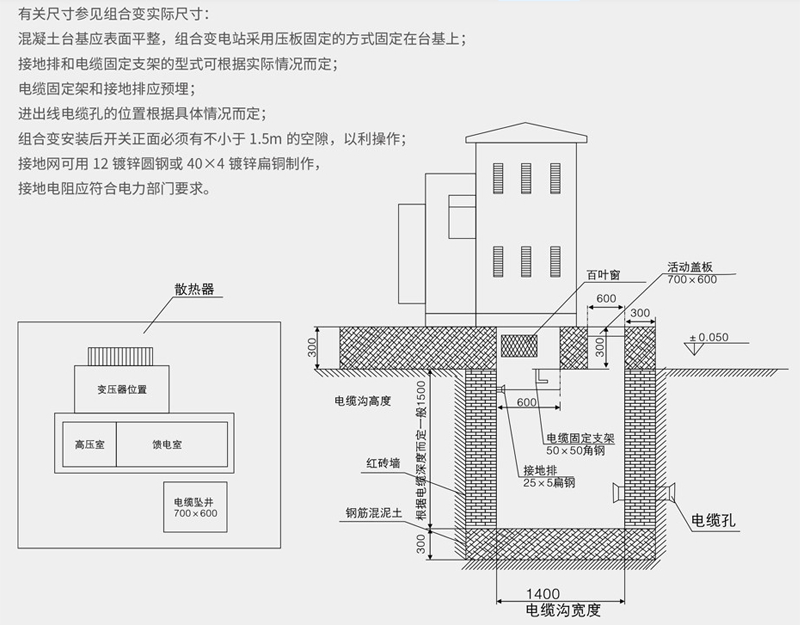 有关尺寸参见组合变实际尺寸：
混凝土台基应表面平整，组合变电站采用压板固定的方式固定在台基上；
接地排和电缆固定支架的型式可根据实际情况而定；
电缆固定架和接地排应预埋；
进出线电缆孔的位置根据具体情况而定；
组合变安装后开关正面必须有不小于 1.5m 的空隙，以利操作；
接地网可用 12 镀锌圆钢或 40×4 镀锌扁铜制作，
接地电阻应符合电力部门要求。
散热器
变压器位置
高压室
馈电室
电缆坠井
700×600
百叶窗
活动盖板
700×600
600
300
±0.050
300
300
600
电缆沟高度
根据电缆深度而定一般1500
电缆固定支架
50×50角钢
接地排
25×5扁钢
红砖墙
钢筋混泥土
300
电缆孔
1400
电缆沟宽度